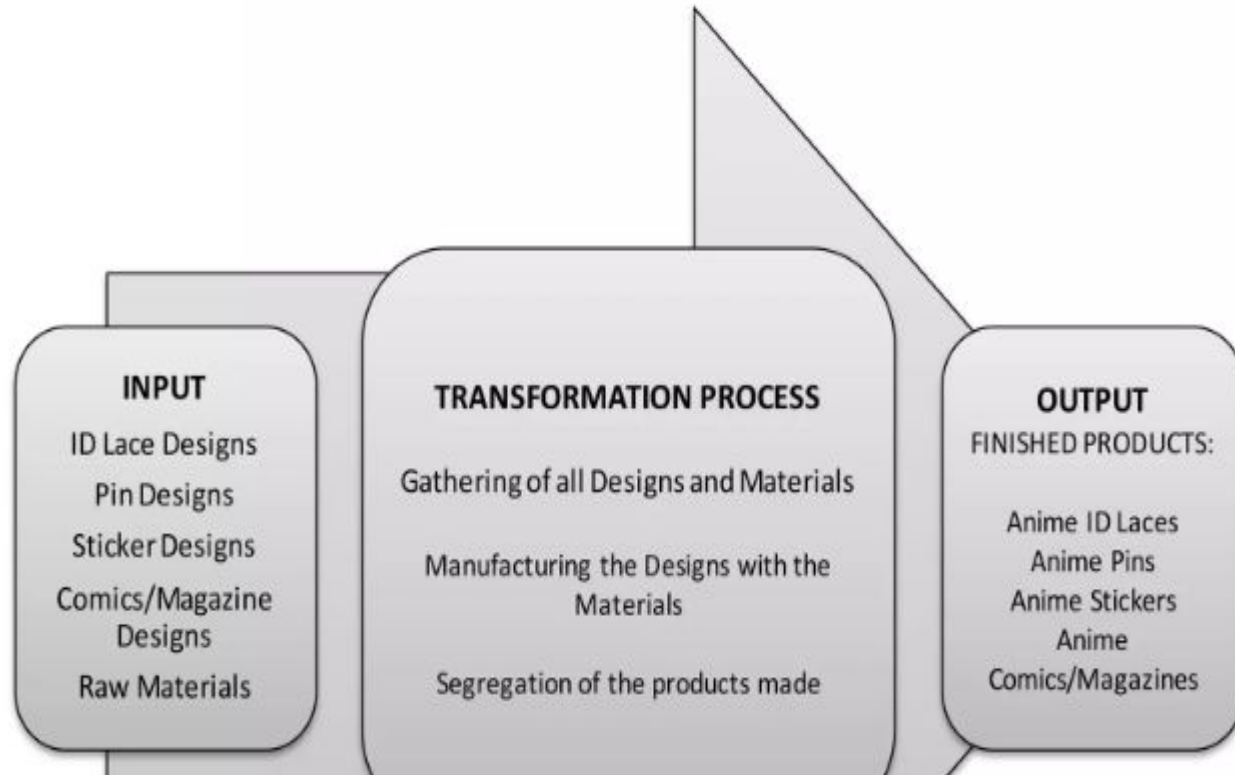 INPUT
ID Lace Designs
Pin Designs
Sticker Designs
Comics/Magazine
Designs
Raw Materials
TRANSFORMATION PROCESS
Gathering of all Designs and Materials
Manufacturing the Designs with the
Materials
Segregation of the products made
OUTPUT
FINISHED PRODUCTS:
Anime ID Laces
Anime Pins
Anime Stickers
Anime
Comics/Magazines